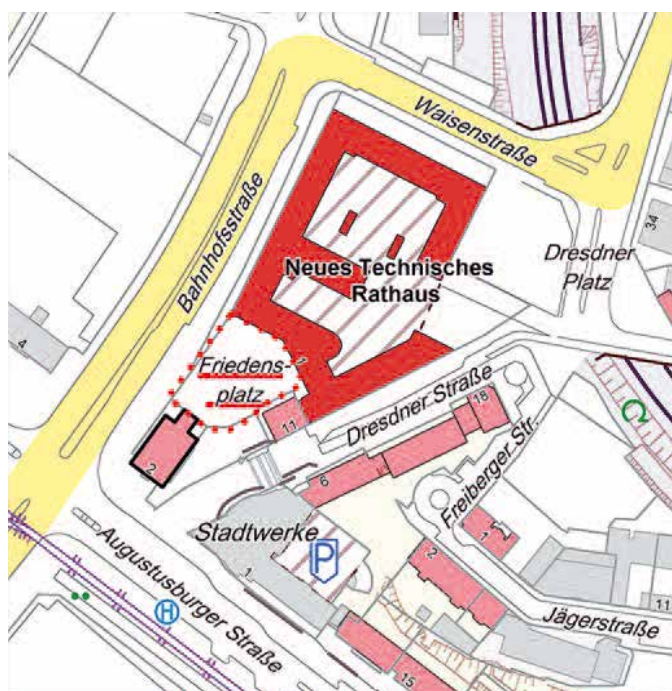 Waisenstraße
Bahnhofsstraße
34
Dresdner
Platz
Neues Technisches
Rathaus
4
1
Friedens-
platz
11
Dresdner Straße
18
2
6
Freiberger Str.
Stadtwerke
P
1
2
1
Augustusburger Straße
H
Jägerstraße
11
15